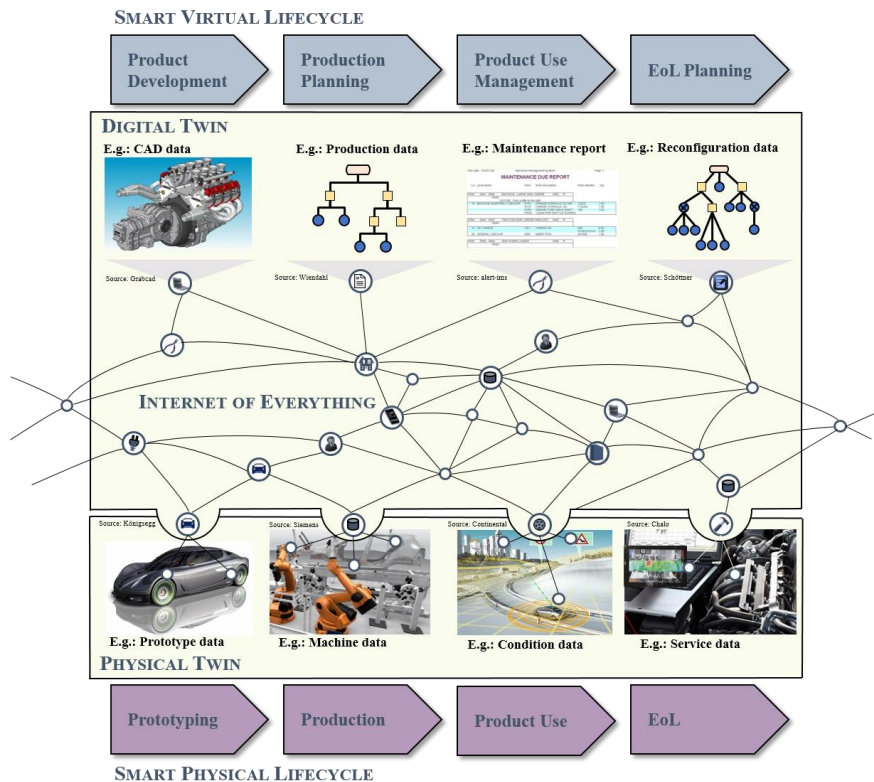 SMART VIRTUAL LIFECYCLE
Product
Development
Production
Planning
Product Use
Management
EoL Planning
DIGITAL TWIN
E.g.: CAD data
E.g.: Production data
E.g.: Maintenance report
E.g.: Reconfiguration data
MAINTENANCE DUE REPORT
Source: Grabcad
Source: Wiendahl
Source: alert-ims
Source: Schöttner
INTERNET OF EVERYTHING
Source: Königsegg
Source: Siemens
Source: Continental
Source: Chalo
E.g.: Prototype data
E.g.: Machine data
E.g.: Condition data
E.g.: Service data
PHYSICAL TWIN
Prototyping
Production
Product Use
EoL
SMART PHYSICAL LIFECYCLE